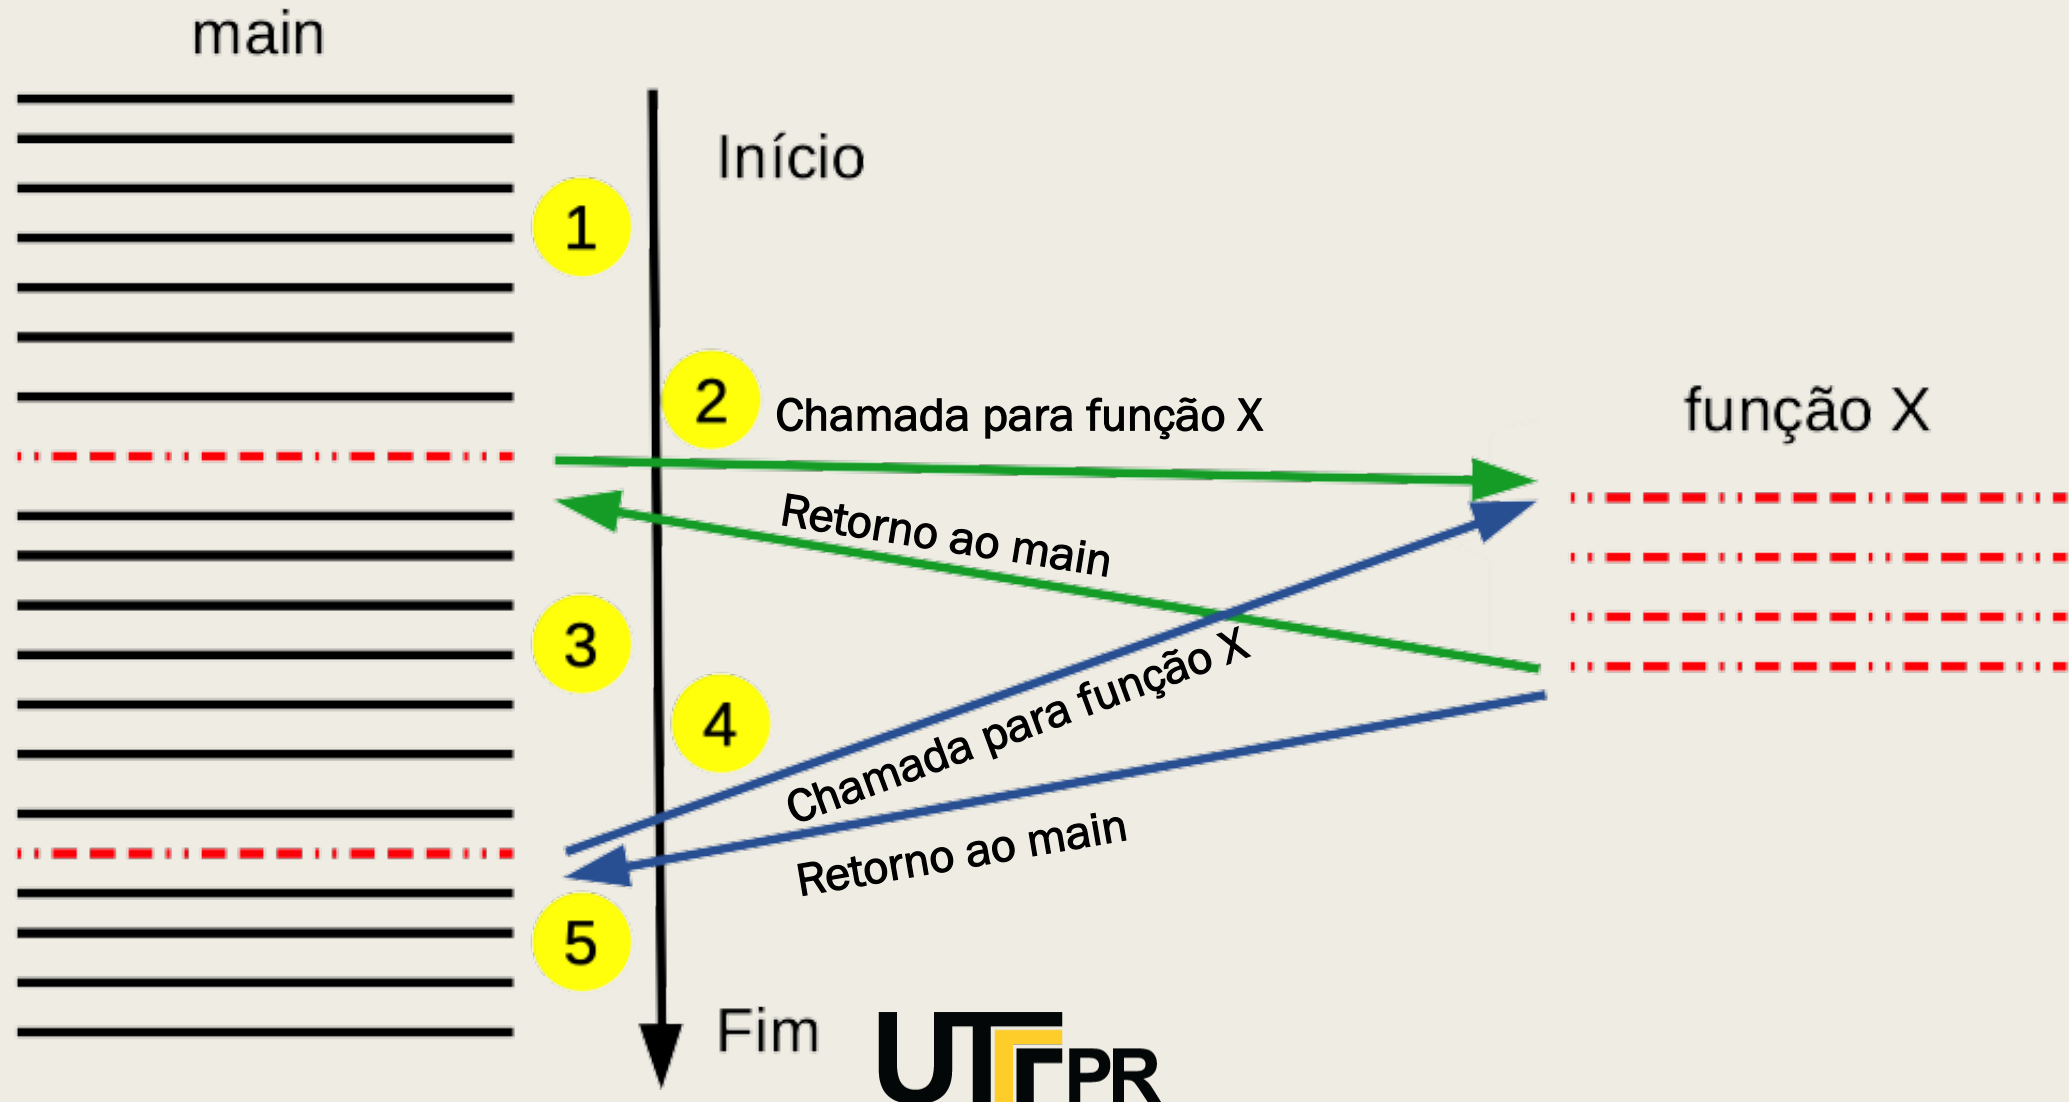 main
Início
1
2
Chamada para função X
função X
Retorno ao main
3
Chamada para função X
4
Retorno ao main
5
Fim
UTFPR